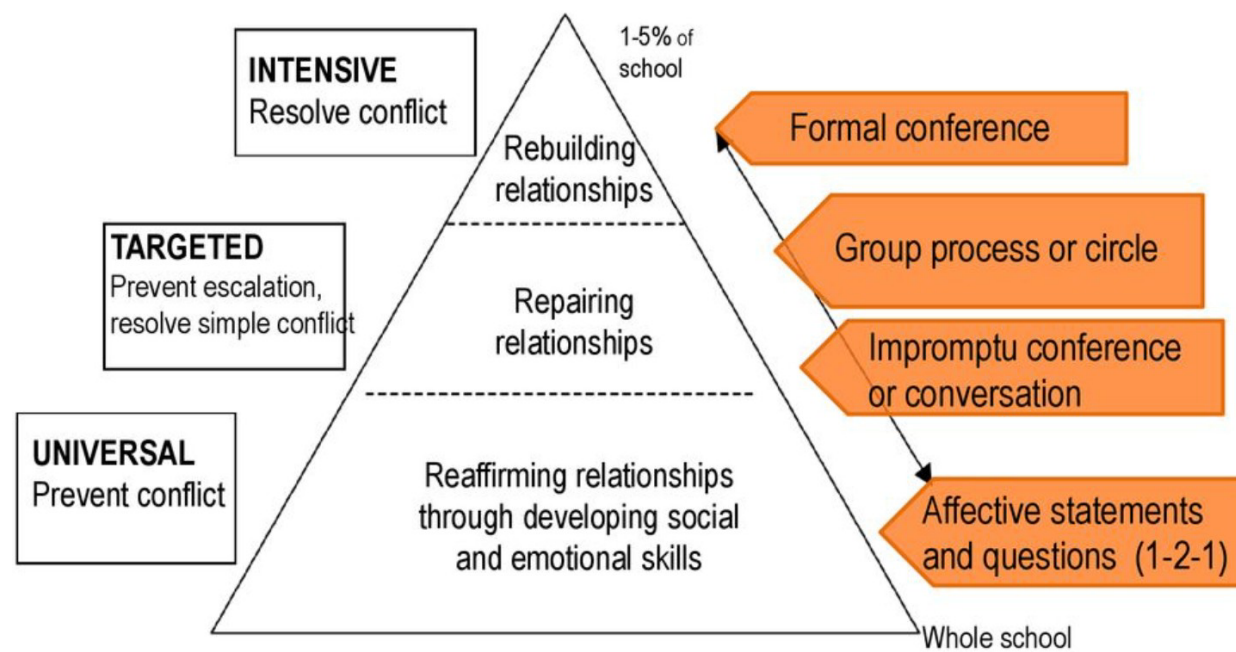 INTENSIVE
Resolve conflict
1-5% of
school
Rebuilding
relationships
Formal conference
TARGETED
Prevent escalation,
resolve simple conflict
Repairing
relationships
Group process or circle
Impromptu conference
or conversation
UNIVERSAL
Prevent conflict
Reaffirming relationships
through developing social
and emotional skills
Affective statements
and questions (1-2-1)
Whole school